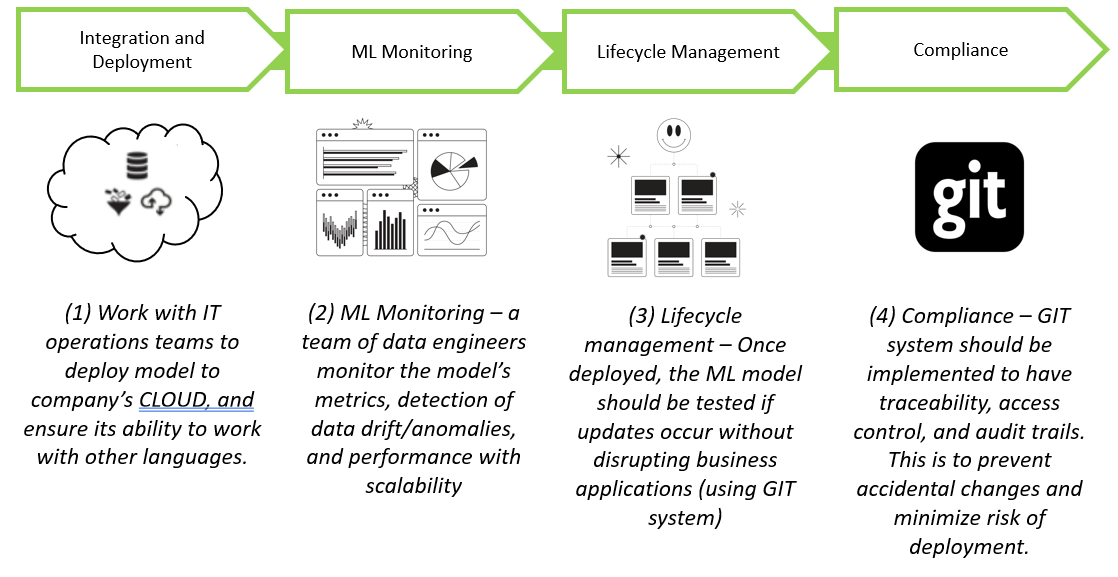 Integration and
Deployment
ML Monitoring
Lifecycle Management
Compliance
git
(1) Work with IT
operations teams to
deploy model to
company’s CLOUD, and
ensure its ability to work
with other languages.
(2) ML Monitoring – a
team of data engineers
monitor the model’s
metrics, detection of
data drift/anomalies,
and performance with
scalability
(3) Lifecycle
management – Once
deployed, the ML model
should be tested if
updates occur without
disrupting business
applications (using GIT
system)
(4) Compliance – GIT
system should be
implemented to have
traceability, access
control, and audit trails.
This is to prevent
accidental changes and
minimize risk of
deployment.